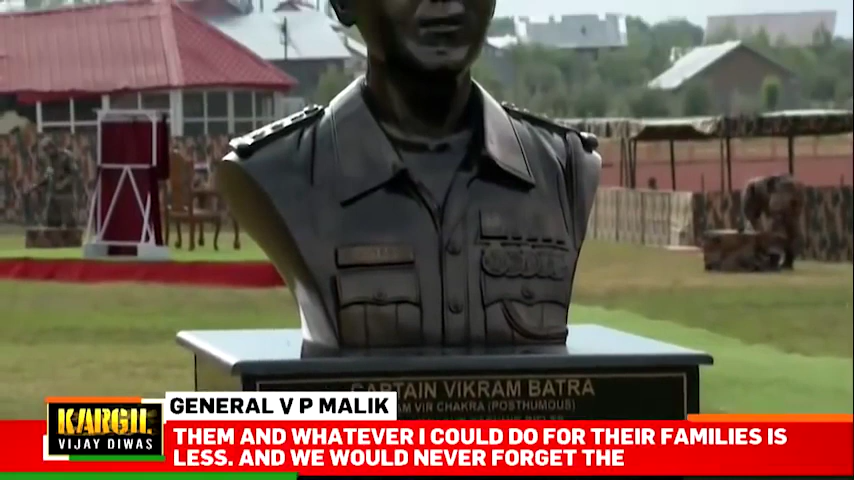 CAPTAIN VIKRAM BATRA
VIR CHAKRA (POSTHUMOUS)
KARGIL
VIJAY DIWAS
GENERAL V P MALIK
THEM AND WHATEVER I COULD DO FOR THEIR FAMILIES IS
LESS. AND WE WOULD NEVER FORGET THE